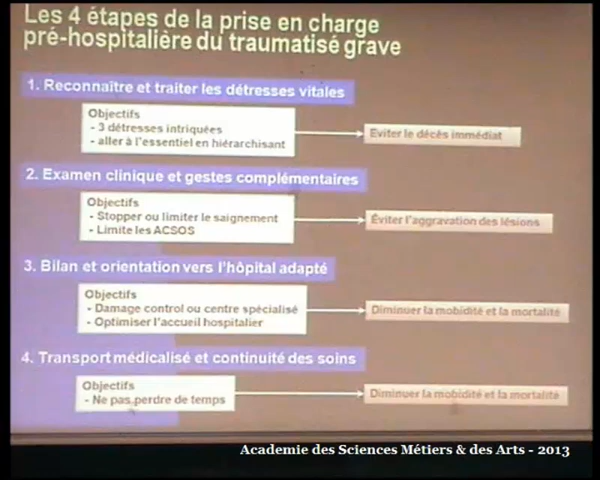 Les 4 étapes de la prise en charge
pré-hospitalière du traumatisé grave
1. Reconnaître et traiter les détresses vitales
Objectifs
- 3 détresses intriquées
- aller à l'essentiel en hiérarchisant
Eviter le décès immédiat
2. Examen clinique et gestes complémentaires
Objectifs
- Stopper ou limiter le saignement
- Limite les ACSOS
Éviter l'aggravation des lésions
3. Bilan et orientation vers l'hôpital adapté
Objectifs
- Damage control ou centre spécialisé
- Optimiser l'accueil hospitalier
Diminuer la mobidité et la mortalité
4. Transport médicalisé et continuité des soins
Objectifs
- Ne pas perdre de temps
Diminuer la mobidité et la mortalité
Academie des Sciences Métiers & des Arts - 2013